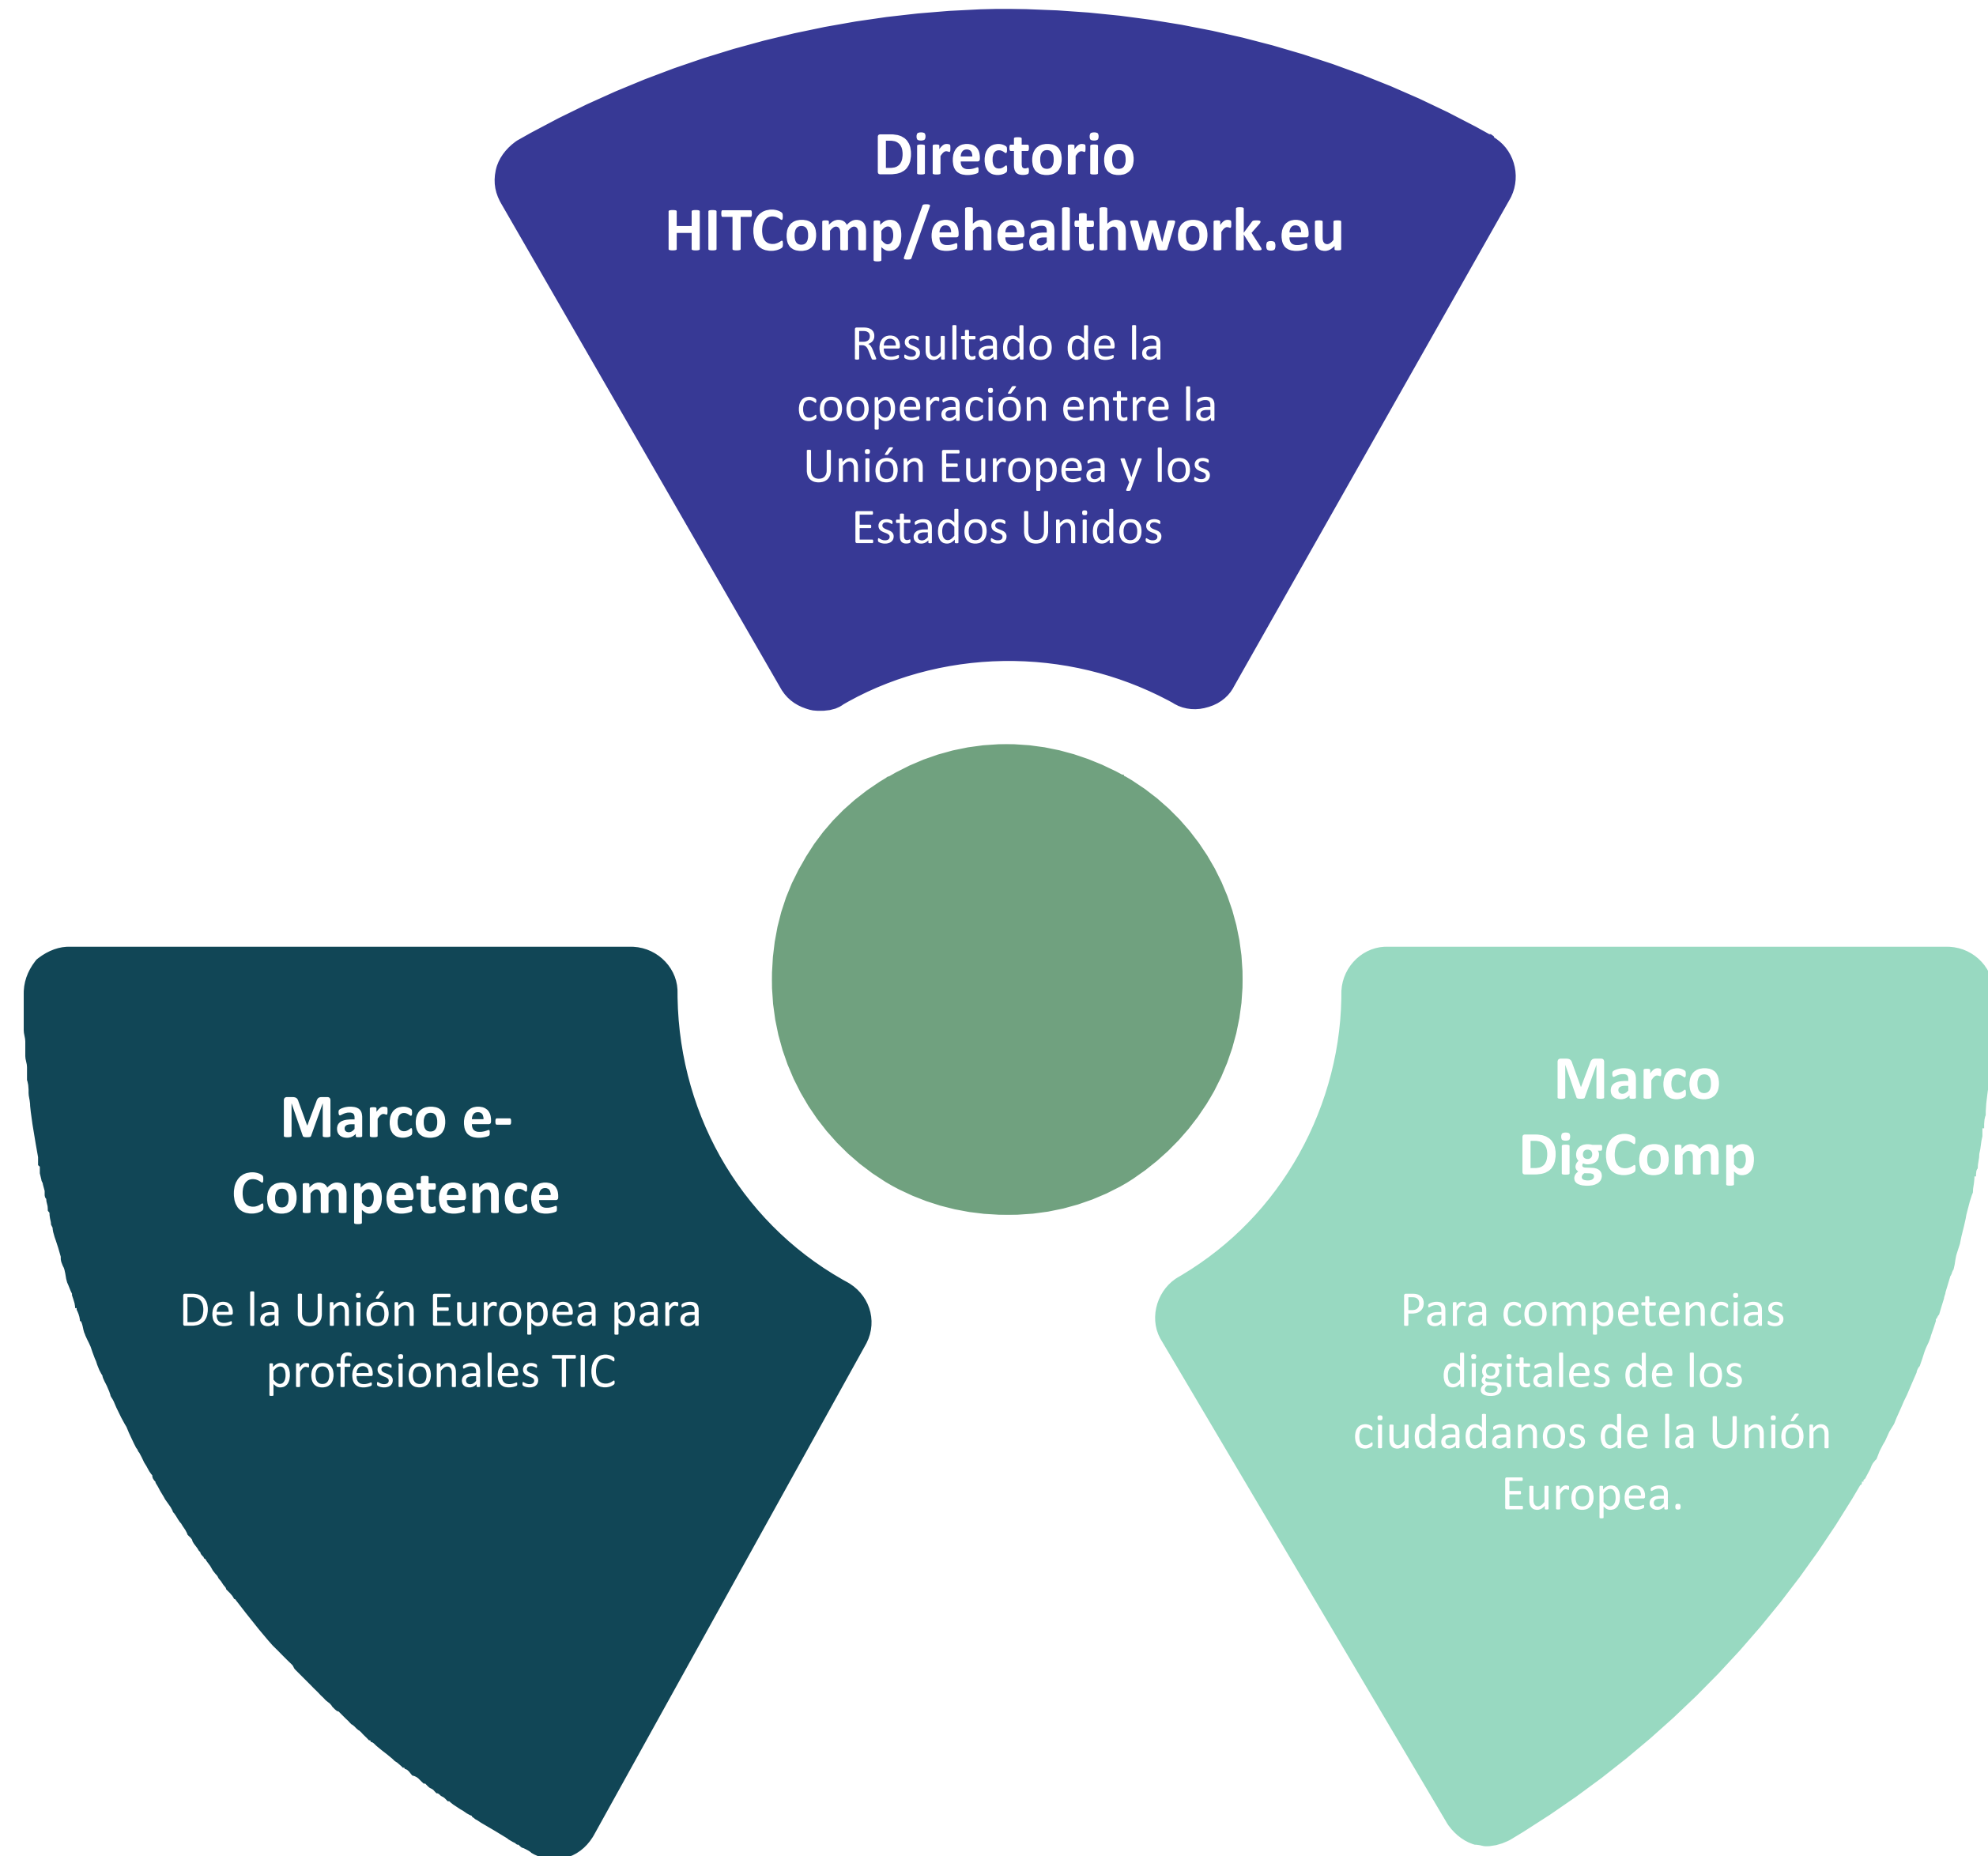 Directorio
HITComp/ehealthwork.eu
Resultado de la
cooperación entre la
Unión Europea y los
Estados Unidos
Marco e-
Competence
De la Unión Europea para
profesionales TIC
Marco
DigComp
Para competencias
digitales de los
ciudadanos de la Unión
Europea.